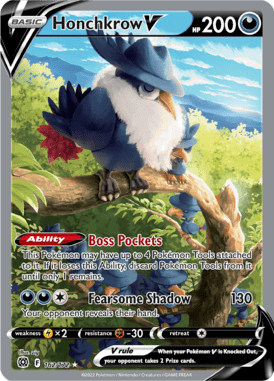 BASIC Honchkrow V HP 200
Ability Boss Pockets
This Pokémon may have up to 4 Pokémon Tools attached
to it. If it loses this Ability, discard Pokémon Tools from it
until only 1 remains.
Fearsome Shadow 130
Your opponent reveals their hand.
weakness ×2 resistance -30 retreat
V rule When your Pokémon V is Knocked Out,
your opponent takes 2 Prize cards.